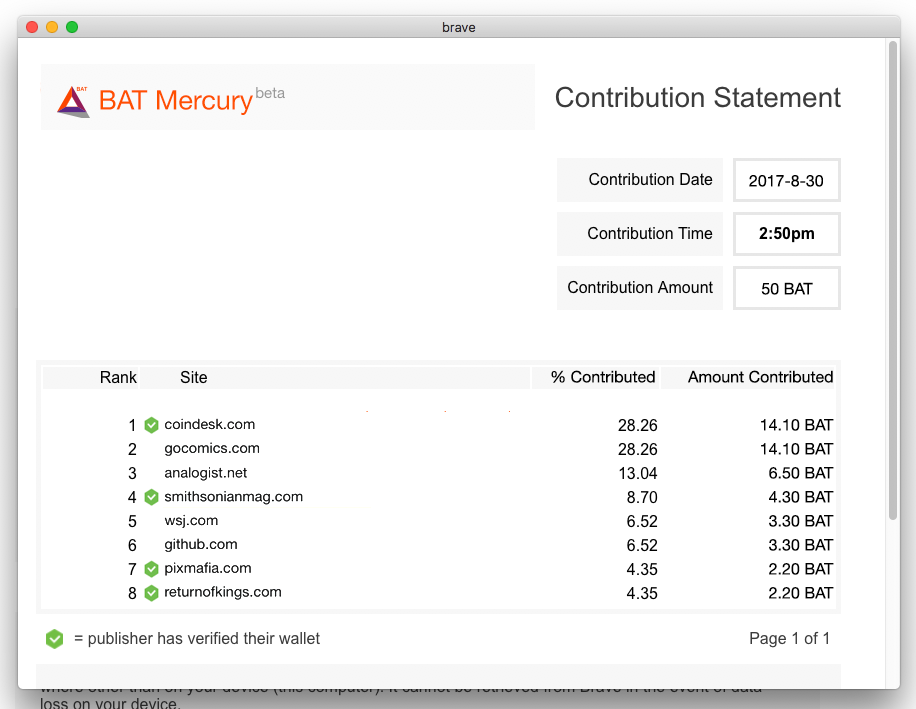 brave
BAT
BAT Mercury beta
Contribution Statement
Contribution Date 2017-8-30
Contribution Time 2:50pm
Contribution Amount 50 BAT
Rank Site % Contributed Amount Contributed
1 coindesk.com 28.26 14.10 BAT
2 gocomics.com 28.26 14.10 BAT
3 analogist.net 13.04 6.50 BAT
4 smithsonianmag.com 8.70 4.30 BAT
5 wsj.com 6.52 3.30 BAT
6 github.com 6.52 3.30 BAT
7 pixmafia.com 4.35 2.20 BAT
8 returnofkings.com 4.35 2.20 BAT
= publisher has verified their wallet Page 1 of 1
where other than on your device (this computer). It cannot be retrieved from Brave in the event of data
loss on your device.